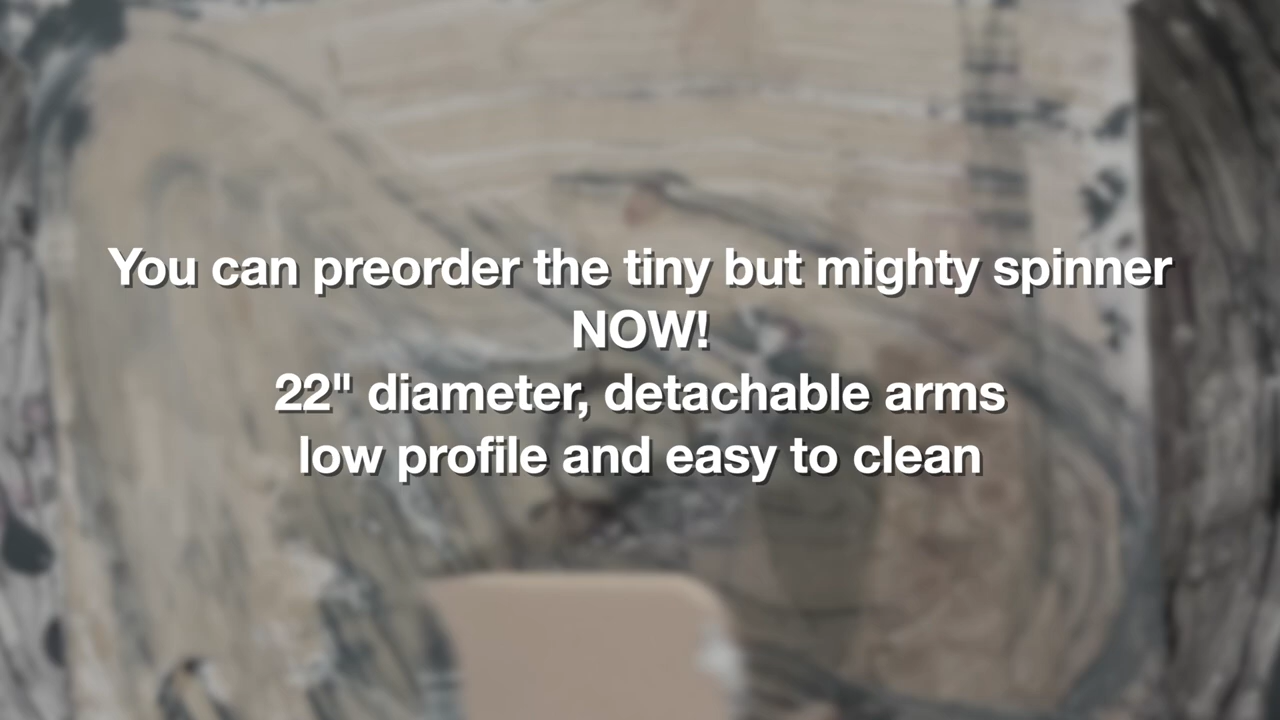 You can preorder the tiny but mighty spinner
NOW!
22" diameter, detachable arms
low profile and easy to clean